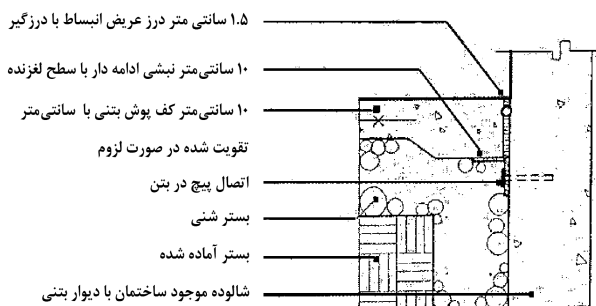 ۱.۵ سانتی متر درز عریض انبساط با درزگیر
۱۰ سانتی‌متر نبشی ادامه دار با سطح لغزنده
۱۰ سانتی‌متر کف پوش بتنی با سانتی‌متر
تقویت شده در صورت لزوم
اتصال پیچ در بتن
بستر شنی
بستر آماده شده
شالوده موجود ساختمان با دیوار بتنی